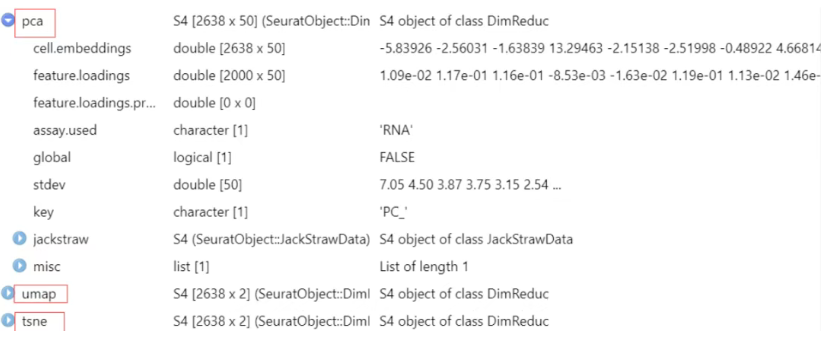 pca S4 [2638 x 50] (SeuratObject::Din S4 object of class DimReduc
cell.embeddings double [2638 x 50] -5.83926 -2.56031 -1.63839 13.29463 -2.15138 -2.51998 -0.48922 4.66814
feature.loadings double [2000 x 50] 1.09e-02 1.17e-01 1.16e-01 -8.53e-03 -1.63e-02 1.19e-01 1.13e-02 1.46e-
feature.loadings.pr... double [0 x 0]
assay.used character [1] 'RNA'
global logical [1] FALSE
stdev double [50] 7.05 4.50 3.87 3.75 3.15 2.54 ...
key character [1] 'PC_'
jackstraw S4 (SeuratObject::JackStrawData) S4 object of class JackStrawData
misc list [1] List of length 1
umap S4 [2638 x 2] (SeuratObject::DimI S4 object of class DimReduc
tsne S4 [2638 x 2] (SeuratObject::DimI S4 object of class DimReduc